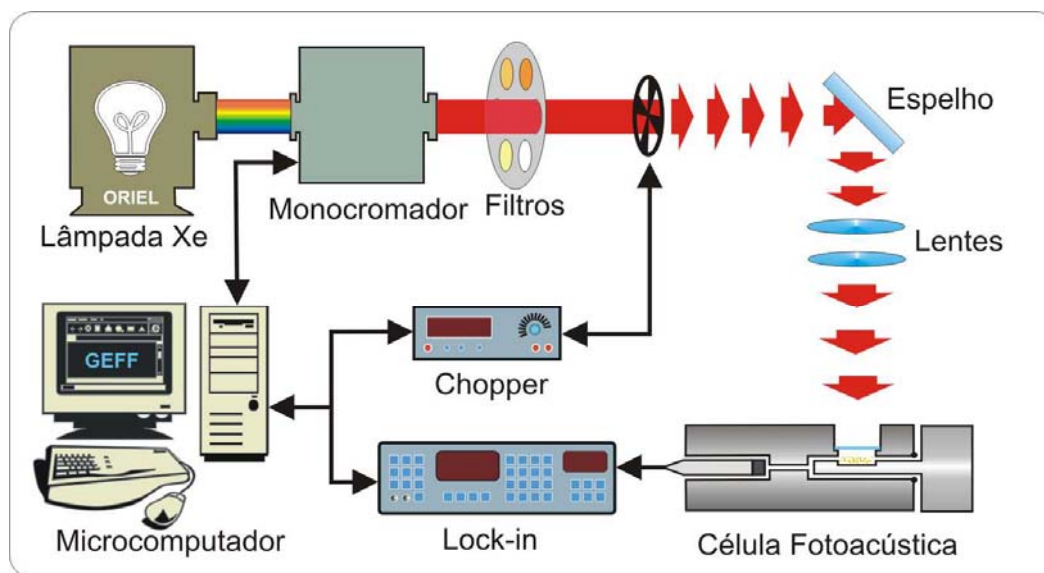 ORIEL
Lâmpada Xe
Monocromador
Filtros
Espelho
Lentes
GEFF
Chopper
Microcomputador
Lock-in
Célula Fotoacústica